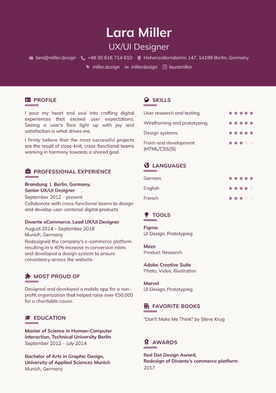 Lara Miller
UX/UI Designer
lara@miller.design +49 30 616 714 610 Hohenzollerndamm 147, 14199 Berlin, Germany
miller.design millerdesign lauramiller
PROFILE
I pour my heart and soul into crafting digital
experiences that exceed user expectations.
Seeing a user's face light up with joy and
satisfaction is what drives me.
I firmly believe that the most successful projects
are the result of close-knit, cross-functional teams
working in harmony towards a shared goal.
PROFESSIONAL EXPERIENCE
Brandung | Berlin, Germany,
Senior UX/UI Designer
September 2012 – present
Collaborate with cross-functional teams to design
and develop user-centered digital products
Divante eCommerce, Lead UX/UI Designer
August 2014 – September 2018
Munich, Germany
Redesigned the company's e-commerce platform
resulting in a 40% increase in conversion rates
and developed a design system to ensure
consistency across the website
MOST PROUD OF
Designed and developed a mobile app for a non-
profit organization that helped raise over €50,000
for a charitable cause.
EDUCATION
Master of Science in Human-Computer
Interaction, Technical University Berlin
September 2012 – July 2014
Bachelor of Arts in Graphic Design,
University of Applied Sciences Munich
Munich, Germany
SKILLS
User research and testing
Wireframing and prototyping
Design systems
Front-end development
(HTML/CSS/JS)
LANGUAGES
German
English
French
TOOLS
Figma
UI Design, Prototyping
Maze
Product Research
Adobe Creative Suite
Photo, Video, Illustration
Marvel
UI Design, Prototyping
FAVORITE BOOKS
"Don't Make Me Think" by Steve Krug
AWARDS
Red Dot Design Award,
Redesign of Divante's commerce platform
2017